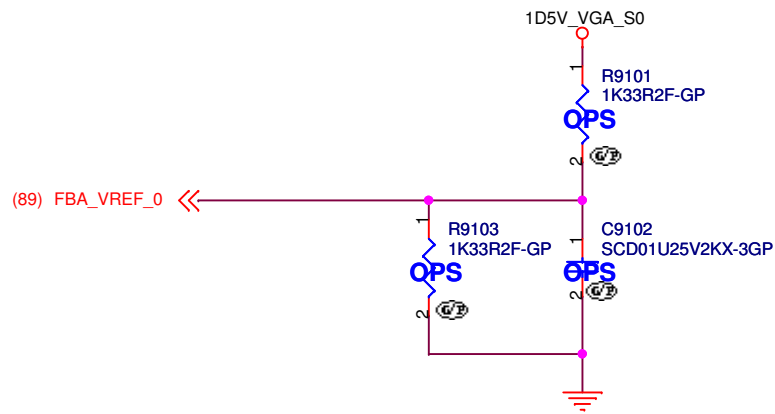 1D5V_VGA_S0
1
R9101
1K33R2F-GP
OPS
2
G/P
(89) FBA_VREF_0
1
R9103
1K33R2F-GP
OPS
2
G/P
1
C9102
SCD01U25V2KX-3GP
OPS
2
G/P